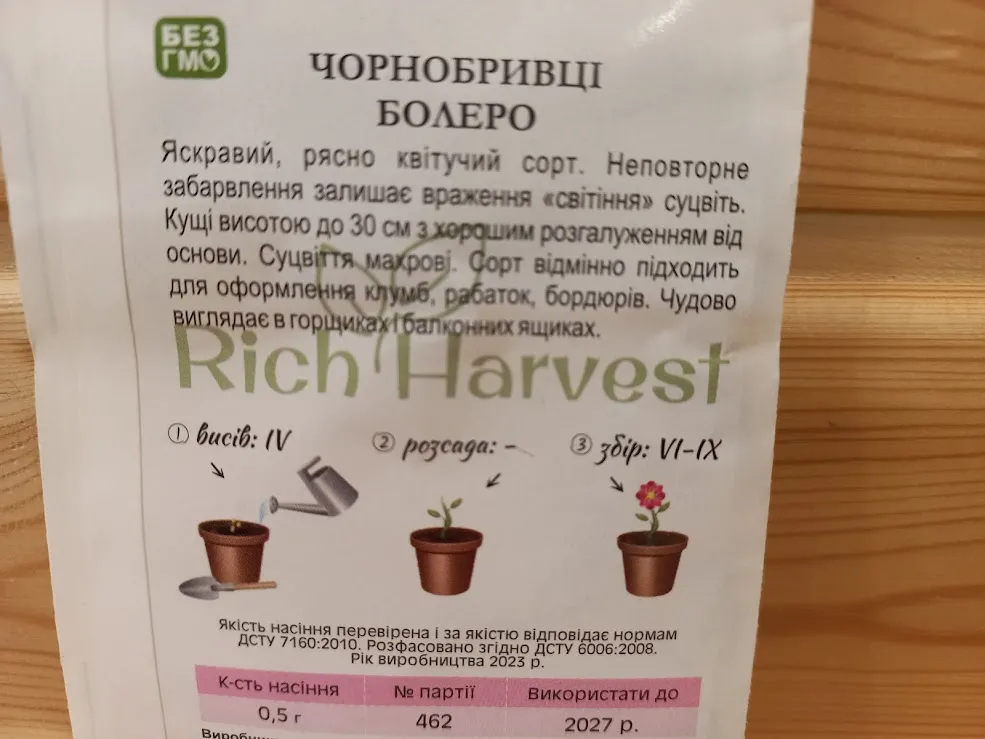 БЕЗ
ГМО
ЧОРНОБРИВЦІ
БОЛЕРО
Яскравий, рясно квітучий сорт. Неповторне
забарвлення залишає враження «світіння» суцвіть.
Кущі висотою до 30 см з хорошим розгалуженням від
основи. Суцвіття махрові. Сорт відмінно підходить
для оформлення клумб, рабаток, бордюрів. Чудово
виглядає в горщиках і балконних ящиках.
Rich Harvest
① висів: IV
② розсада: -
③ збір: VI-IX
Якість насіння перевірена і за якістю відповідає нормам
ДСТУ 7160:2010. Розфасовано згідно ДСТУ 6006:2008.
Рік виробництва 2023 р.
К-сть насіння № партії Використати до
0,5 г 462 2027 р.